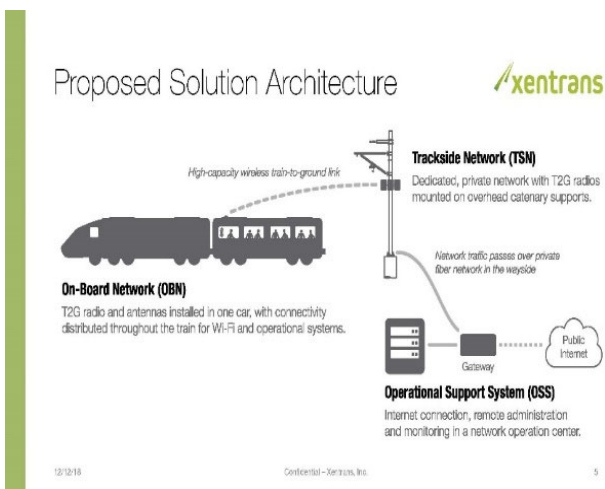 Proposed Solution Architecture
xentrans
High-capacity wireless train-to-ground link
Trackside Network (TSN)
Dedicated, private network with T2G radios
mounted on overhead catenary supports.
Network traffic passes over private
fiber network in the wayside
On-Board Network (OBN)
T2G radio and antennas installed in one car, with connectivity
distributed throughout the train for Wi-Fi and operational systems.
Public
Internet
Gateway
Operational Support System (OSS)
Internet connection, remote administration
and monitoring in a network operation center.
12/12/18
Confidential – Xentrans, Inc.
5